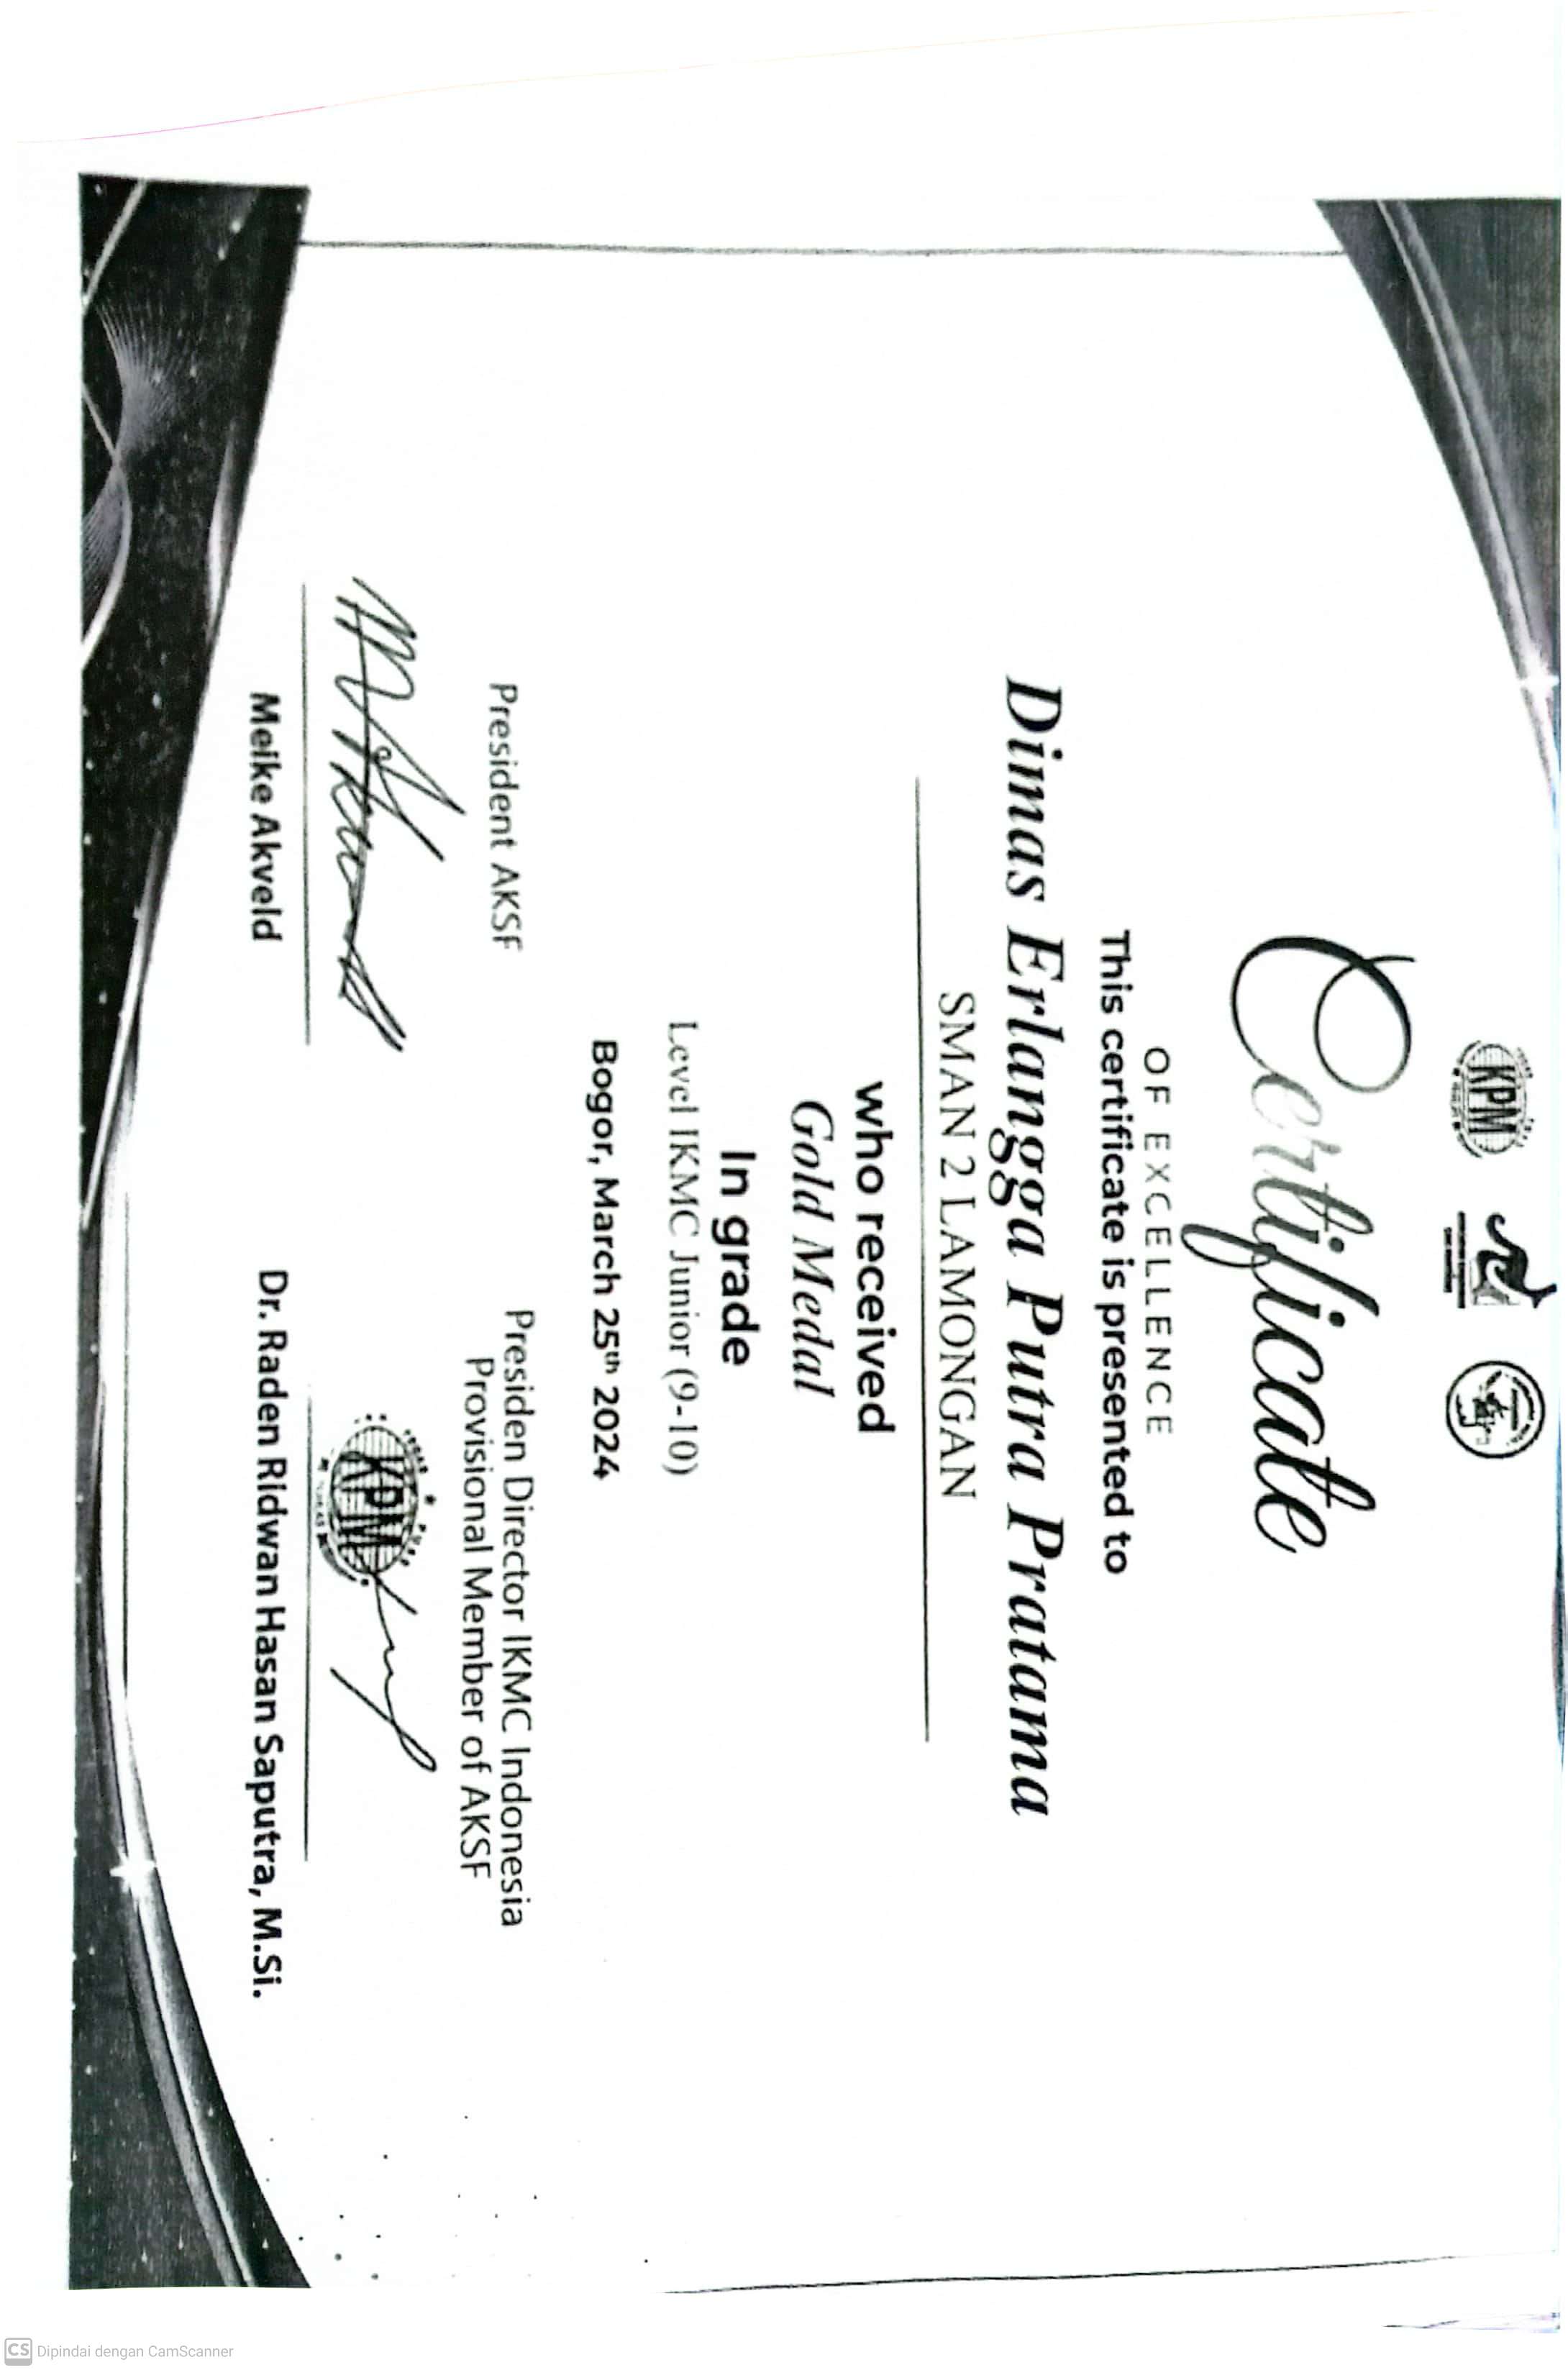 KPM
Certificate
OF EXCELLENCE
This certificate is presented to
Dimas Erlangga Putra Pratama
SMAN 2 LAMONGAN
who received
Gold Medal
In grade
Level IKMC Junior (9-10)
Bogor, March 25th 2024
President AKSF
Meike Akveld
Presiden Director IKMC Indonesia
Provisional Member of AKSF
KPM
Dr. Raden Ridwan Hasan Saputra, M.Si.
CS Dipindai dengan CamScanner